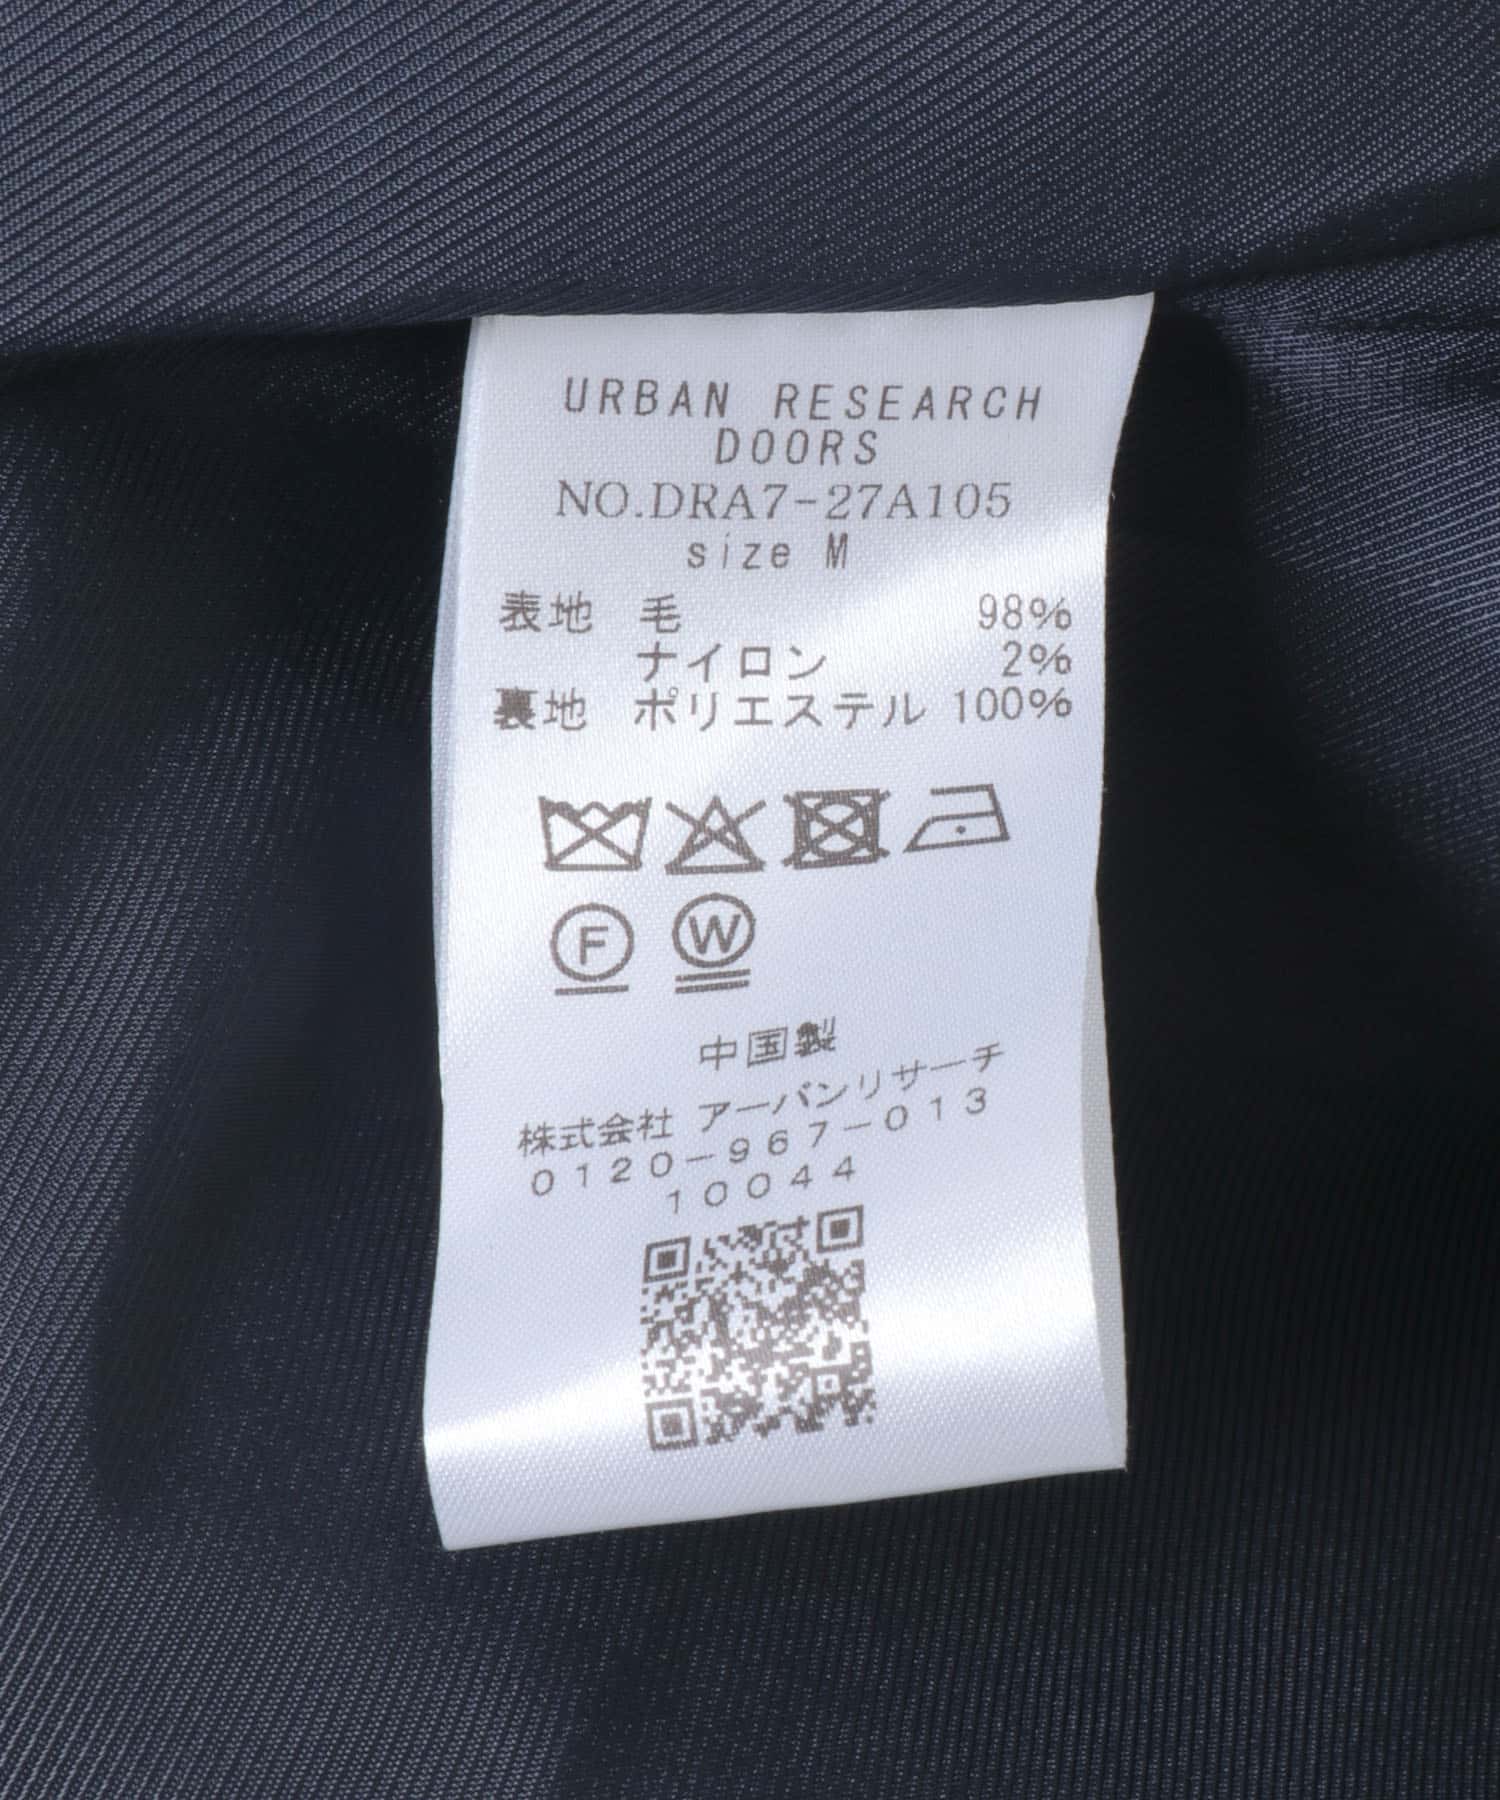 URBAN RESEARCH
DOORS
NO.DRA7-27A105
size M
表地 毛 98%
ナイロン 2%
裏地 ポリエステル 100%
F W
中国製
株式会社 アーバンリサーチ
0120-967-013
10044